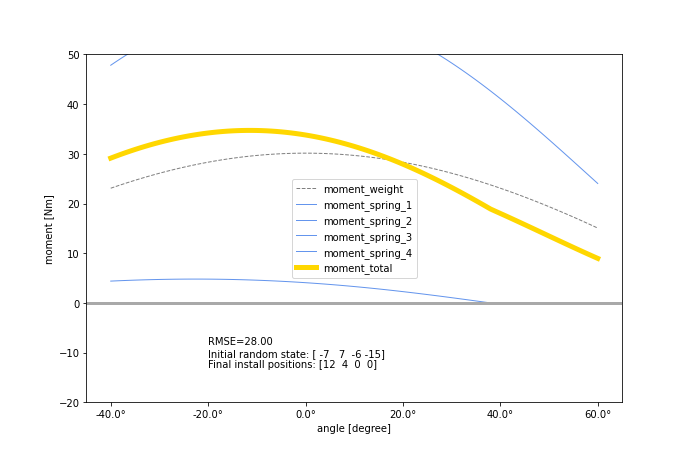 50
40
30
20
10
0
−10
−20
moment [Nm]
moment_weight
moment_spring_1
moment_spring_2
moment_spring_3
moment_spring_4
moment_total
RMSE=28.00
Initial random state: [ -7  7  -6 -15]
Final install positions: [12  4  0  0]
-40.0° -20.0° 0.0° 20.0° 40.0° 60.0°
angle [degree]